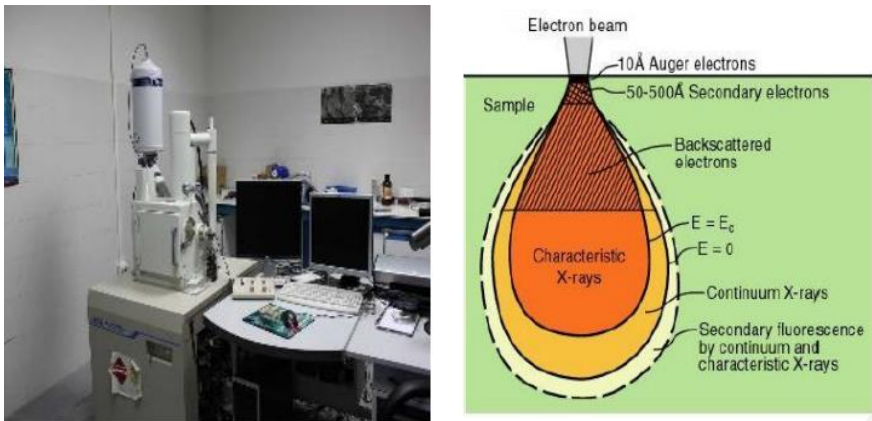 Electron beam
10Å Auger electrons
50-500Å Secondary electrons
Sample
Backscattered
electrons
E = Ec
E = 0
Characteristic
X-rays
Continuum X-rays
Secondary fluorescence
by continuum and
characteristic X-rays